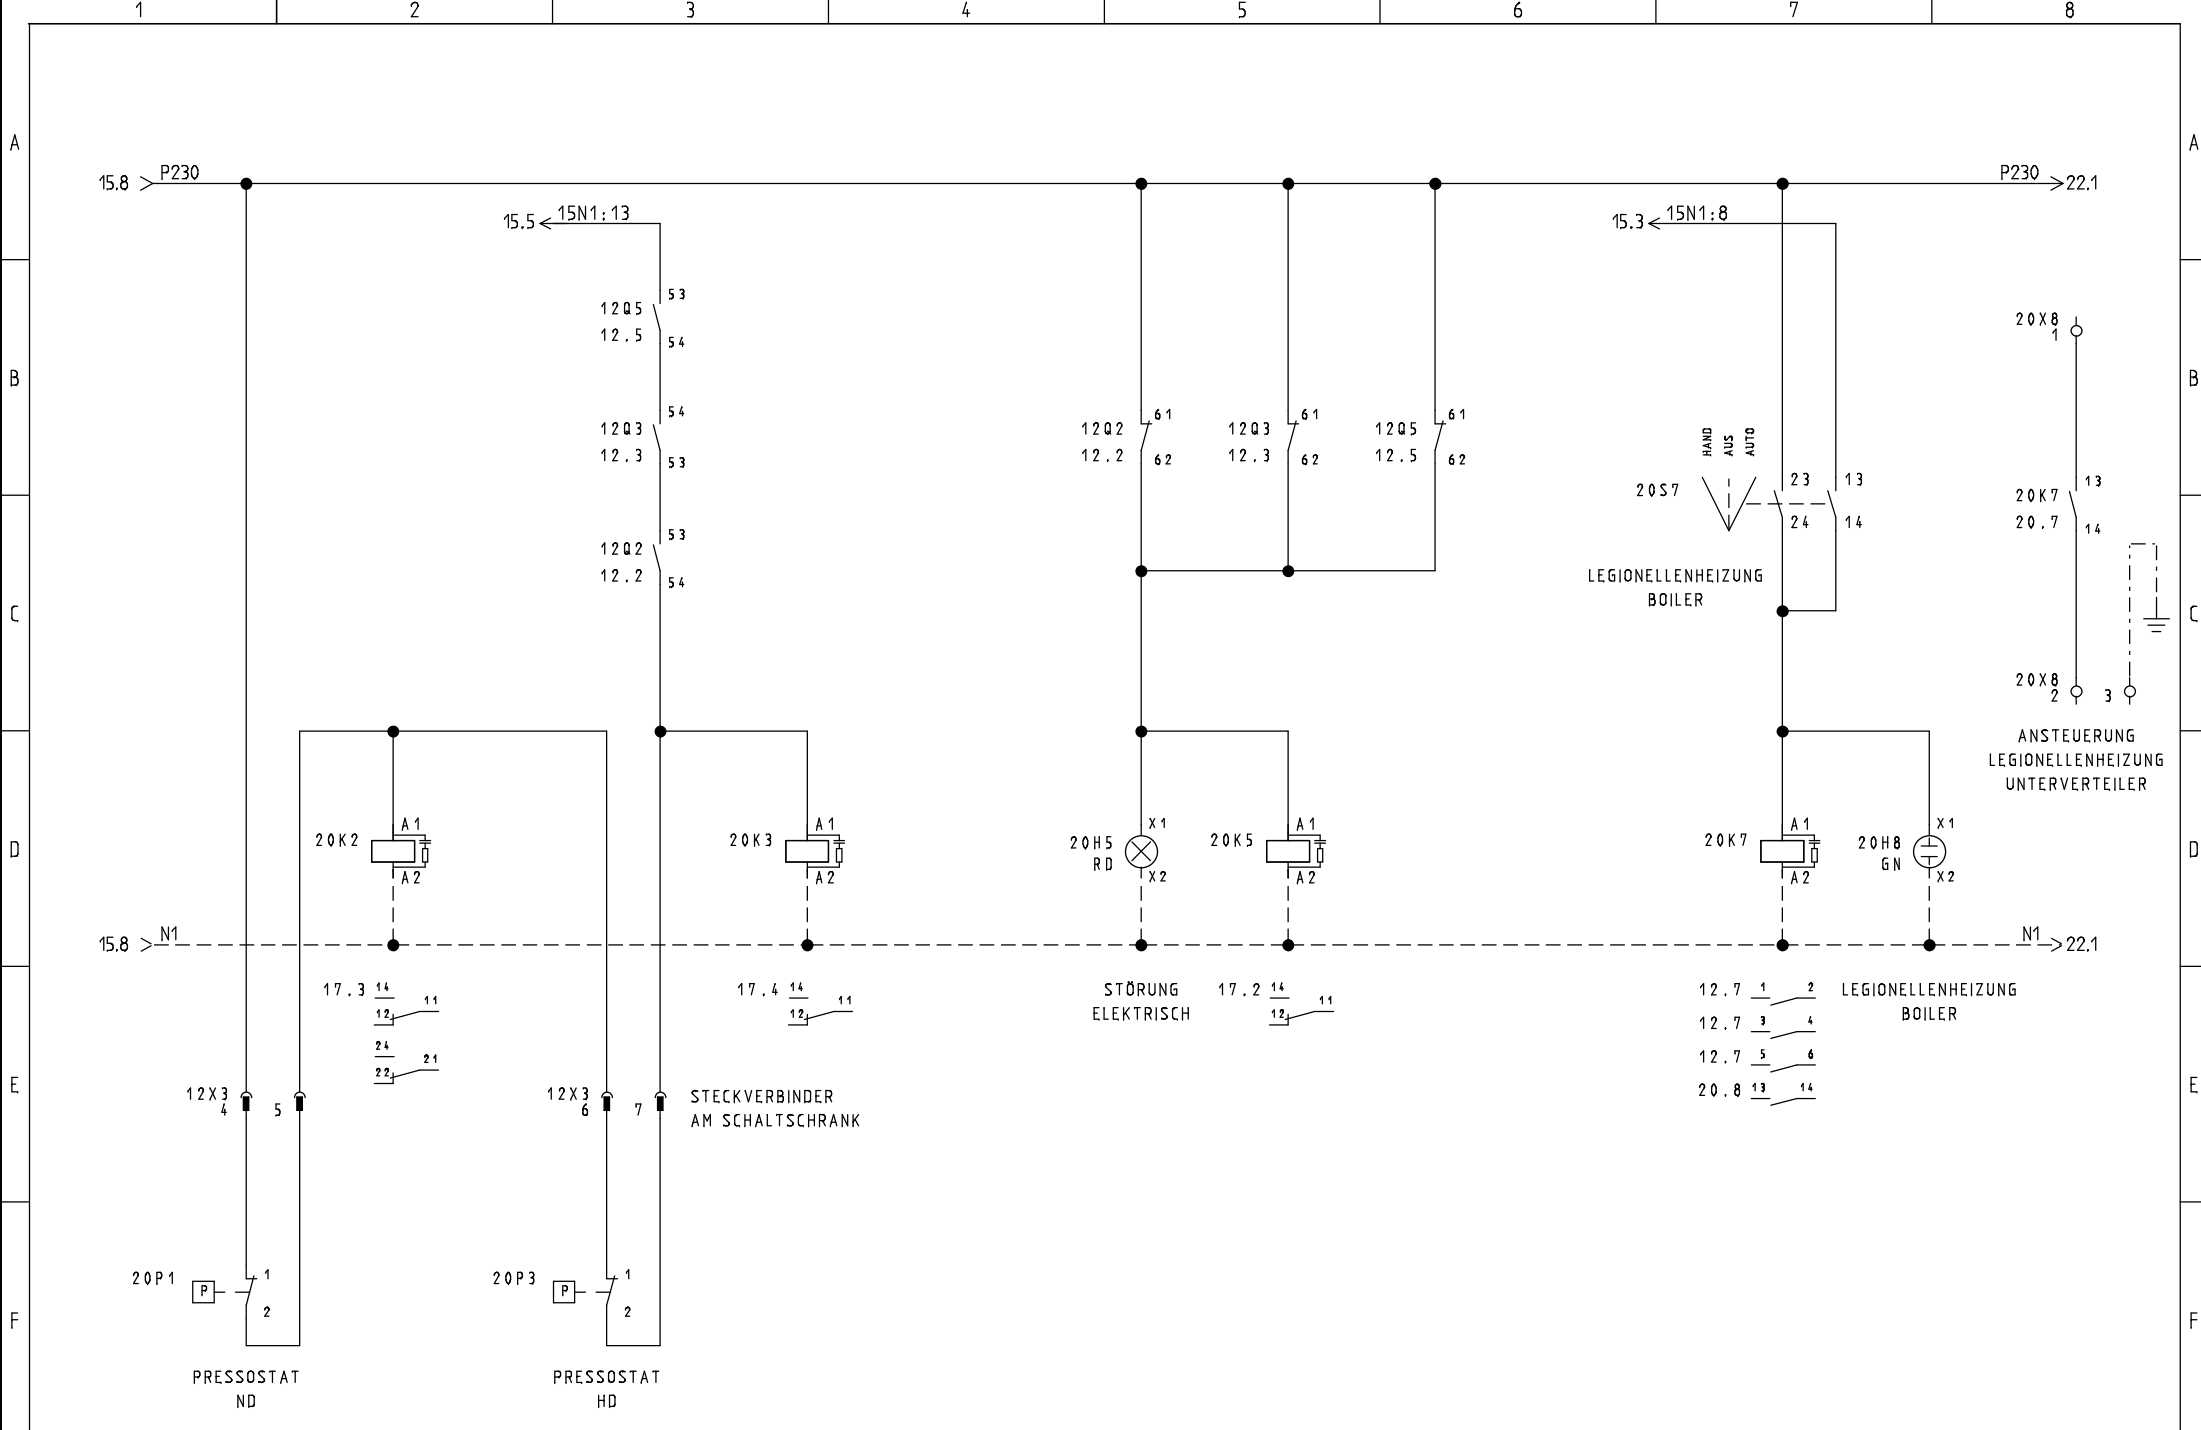 1 2 3 4 5 6 7 8
A A
15.8 P230 P230 22.1
15.5 15N1:13 15.3 15N1:8
53
12Q5
12.5
54
20X8
1
B B
54
12Q3
12.3
53
61
12Q2
12.2
62
61
12Q3
12.3
62
61
12Q5
12.5
62
HAND
AUS
AUTO
20S7
23
24
13
14
13
20K7
20.7
14
53
12Q2
12.2
54
LEGIONELLENHEIZUNG
BOILER
C C
20X8
2 3
ANSTEUERUNG
LEGIONELLENHEIZUNG
UNTERVERTEILER
D D
A1
20K2
A2
A1
20K3
A2
X1
20H5
RD
X2
A1
20K5
A2
A1
20K7
A2
X1
20H8
GN
X2
15.8 N1 N1 22.1
17.3 14
11
12
24
21
22
17.4 14
11
12
STÖRUNG
ELEKTRISCH
17.2 14
11
12
12.7 1 2
12.7 3 4
12.7 5 6
20.8 13 14
LEGIONELLENHEIZUNG
BOILER
E E
12X3
4 5
12X3
6 7
STECKVERBINDER
AM SCHALTSCHRANK
20P1
P
1
2
20P3
P
1
2
F F
PRESSOSTAT
ND
PRESSOSTAT
HD